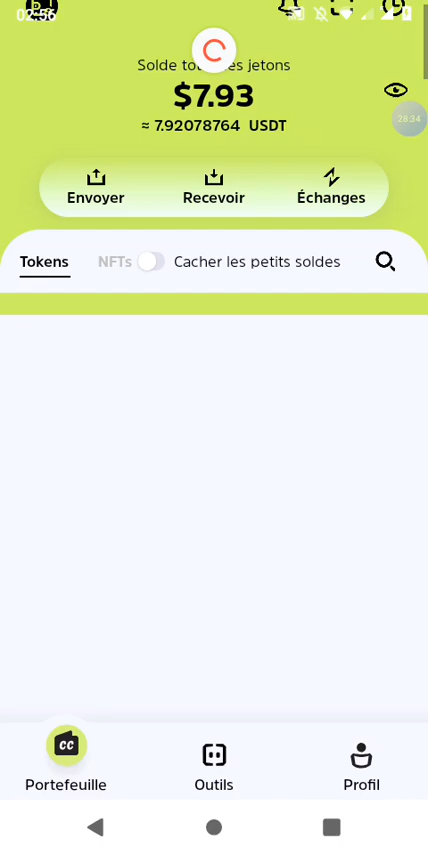 02:56
Solde to es jetons
$7.93
≈ 7.92078764 USDT
28:34
Envoyer
Recevoir
Échanges
Tokens
NFTs
Cacher les petits soldes
cc
Portefeuille
Outils
Profil